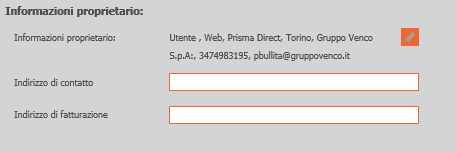 Informazioni proprietario:
Informazioni proprietario:
Utente , Web, Prisma Direct, Torino, Gruppo Venco
S.p.A:, 3474983195, pbullita@gruppovenco.it
Indirizzo di contatto
Indirizzo di fatturazione